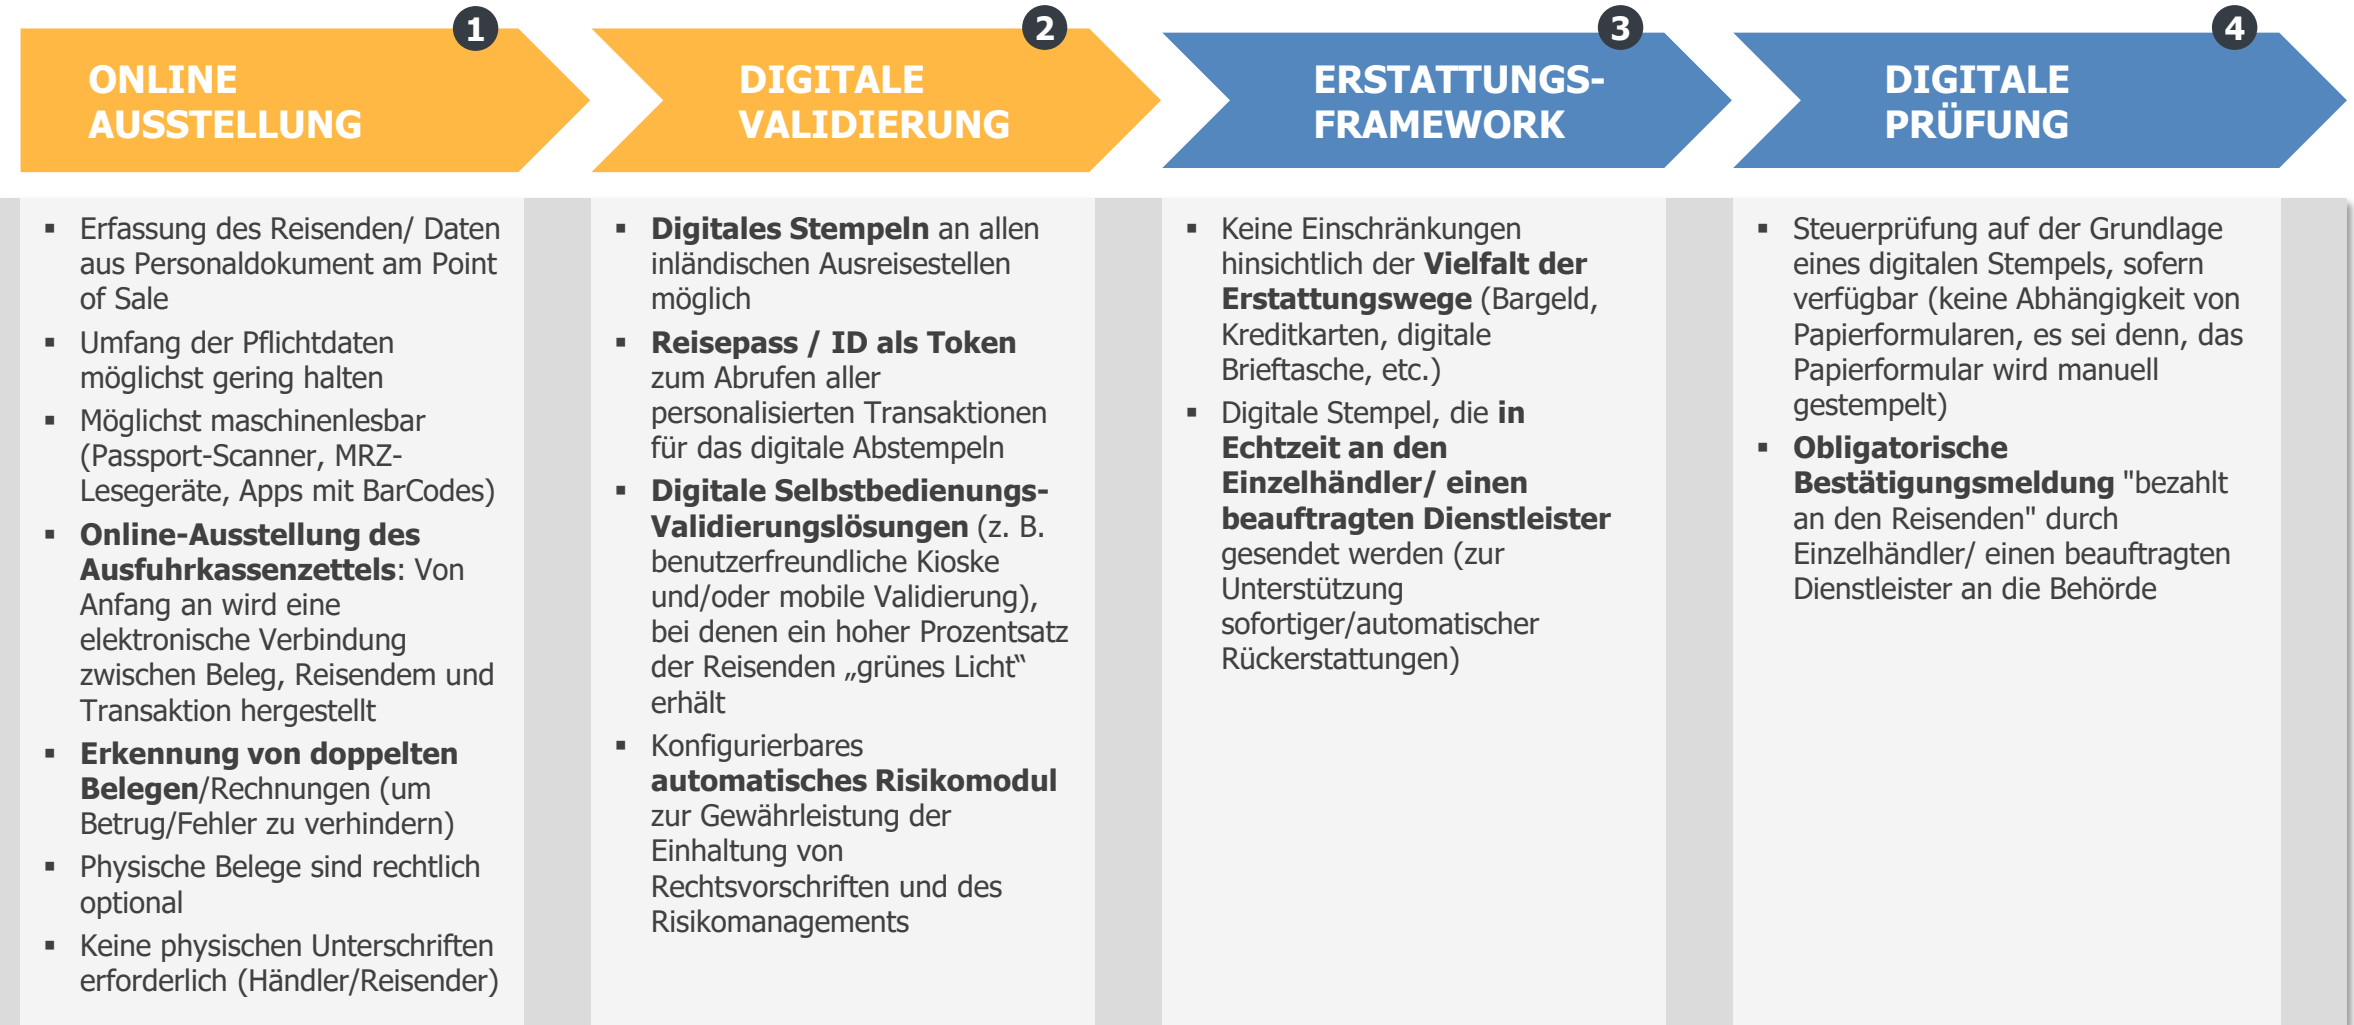 1
ONLINE
AUSSTELLUNG
▪ Erfassung des Reisenden/ Daten
aus Personaldokument am Point
of Sale
▪ Umfang der Pflichtdaten
möglichst gering halten
▪ Möglichst maschinenlesbar
(Passport-Scanner, MRZ-
Lesegeräte, Apps mit BarCodes)
▪ Online-Ausstellung des
Ausfuhrkassenzettels: Von
Anfang an wird eine
elektronische Verbindung
zwischen Beleg, Reisendem und
Transaktion hergestellt
▪ Erkennung von doppelten
Belegen/Rechnungen (um
Betrug/Fehler zu verhindern)
▪ Physische Belege sind rechtlich
optional
▪ Keine physischen Unterschriften
erforderlich (Händler/Reisender)
2
DIGITALE
VALIDIERUNG
▪ Digitales Stempeln an allen
inländischen Ausreisestellen
möglich
▪ Reisepass / ID als Token
zum Abrufen aller
personalisierten Transaktionen
für das digitale Abstempeln
▪ Digitale Selbstbedienungs-
Validierungslösungen (z. B.
benutzerfreundliche Kioske
und/oder mobile Validierung),
bei denen ein hoher Prozentsatz
der Reisenden „grünes Licht“
erhält
▪ Konfigurierbares
automatisches Risikomodul
zur Gewährleistung der
Einhaltung von
Rechtsvorschriften und des
Risikomanagements
3
ERSTATTUNGS-
FRAMEWORK
▪ Keine Einschränkungen
hinsichtlich der Vielfalt der
Erstattungswege (Bargeld,
Kreditkarten, digitale
Brieftasche, etc.)
▪ Digitale Stempel, die in
Echtzeit an den
Einzelhändler/ einen
beauftragten Dienstleister
gesendet werden (zur
Unterstützung
sofortiger/automatischer
Rückerstattungen)
4
DIGITALE
PRÜFUNG
▪ Steuerprüfung auf der Grundlage
eines digitalen Stempels, sofern
verfügbar (keine Abhängigkeit von
Papierformularen, es sei denn, das
Papierformular wird manuell
gestempelt)
▪ Obligatorische
Bestätigungsmeldung "bezahlt
an den Reisenden" durch
Einzelhändler/ einen beauftragten
Dienstleister an die Behörde